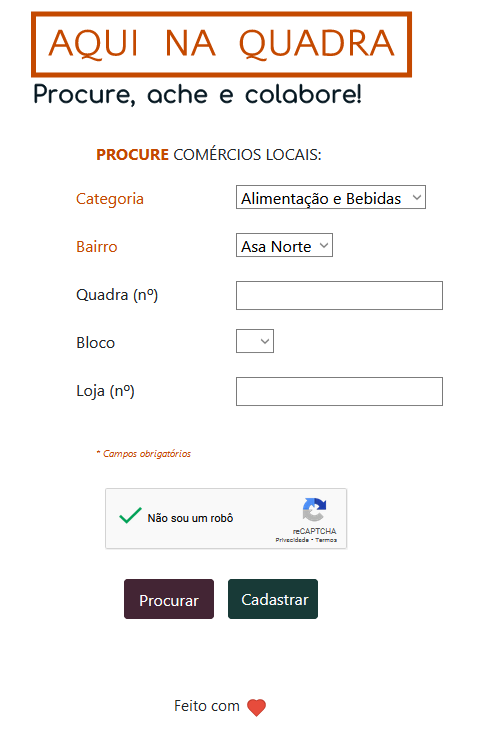 AQUI NA QUADRA
Procure, ache e colabore!
PROCURE COMÉRCIOS LOCAIS:
Categoria Alimentação e Bebidas
Bairro Asa Norte
Quadra (nº)
Bloco
Loja (nº)
* Campos obrigatórios
Não sou um robô
reCAPTCHA
Privacidade • Termos
Procurar Cadastrar
Feito com